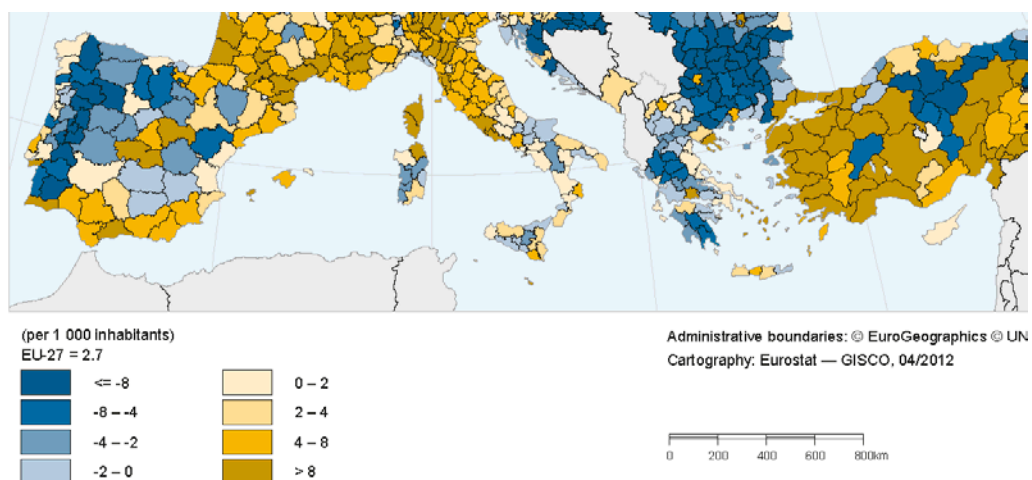 (per 1 000 inhabitants)
EU-27 = 2.7
<= -8
-8 – -4
-4 – -2
-2 – 0
0 – 2
2 – 4
4 – 8
> 8
Administrative boundaries: © EuroGeographics © UN
Cartography: Eurostat — GISCO, 04/2012
0 200 400 600 800km